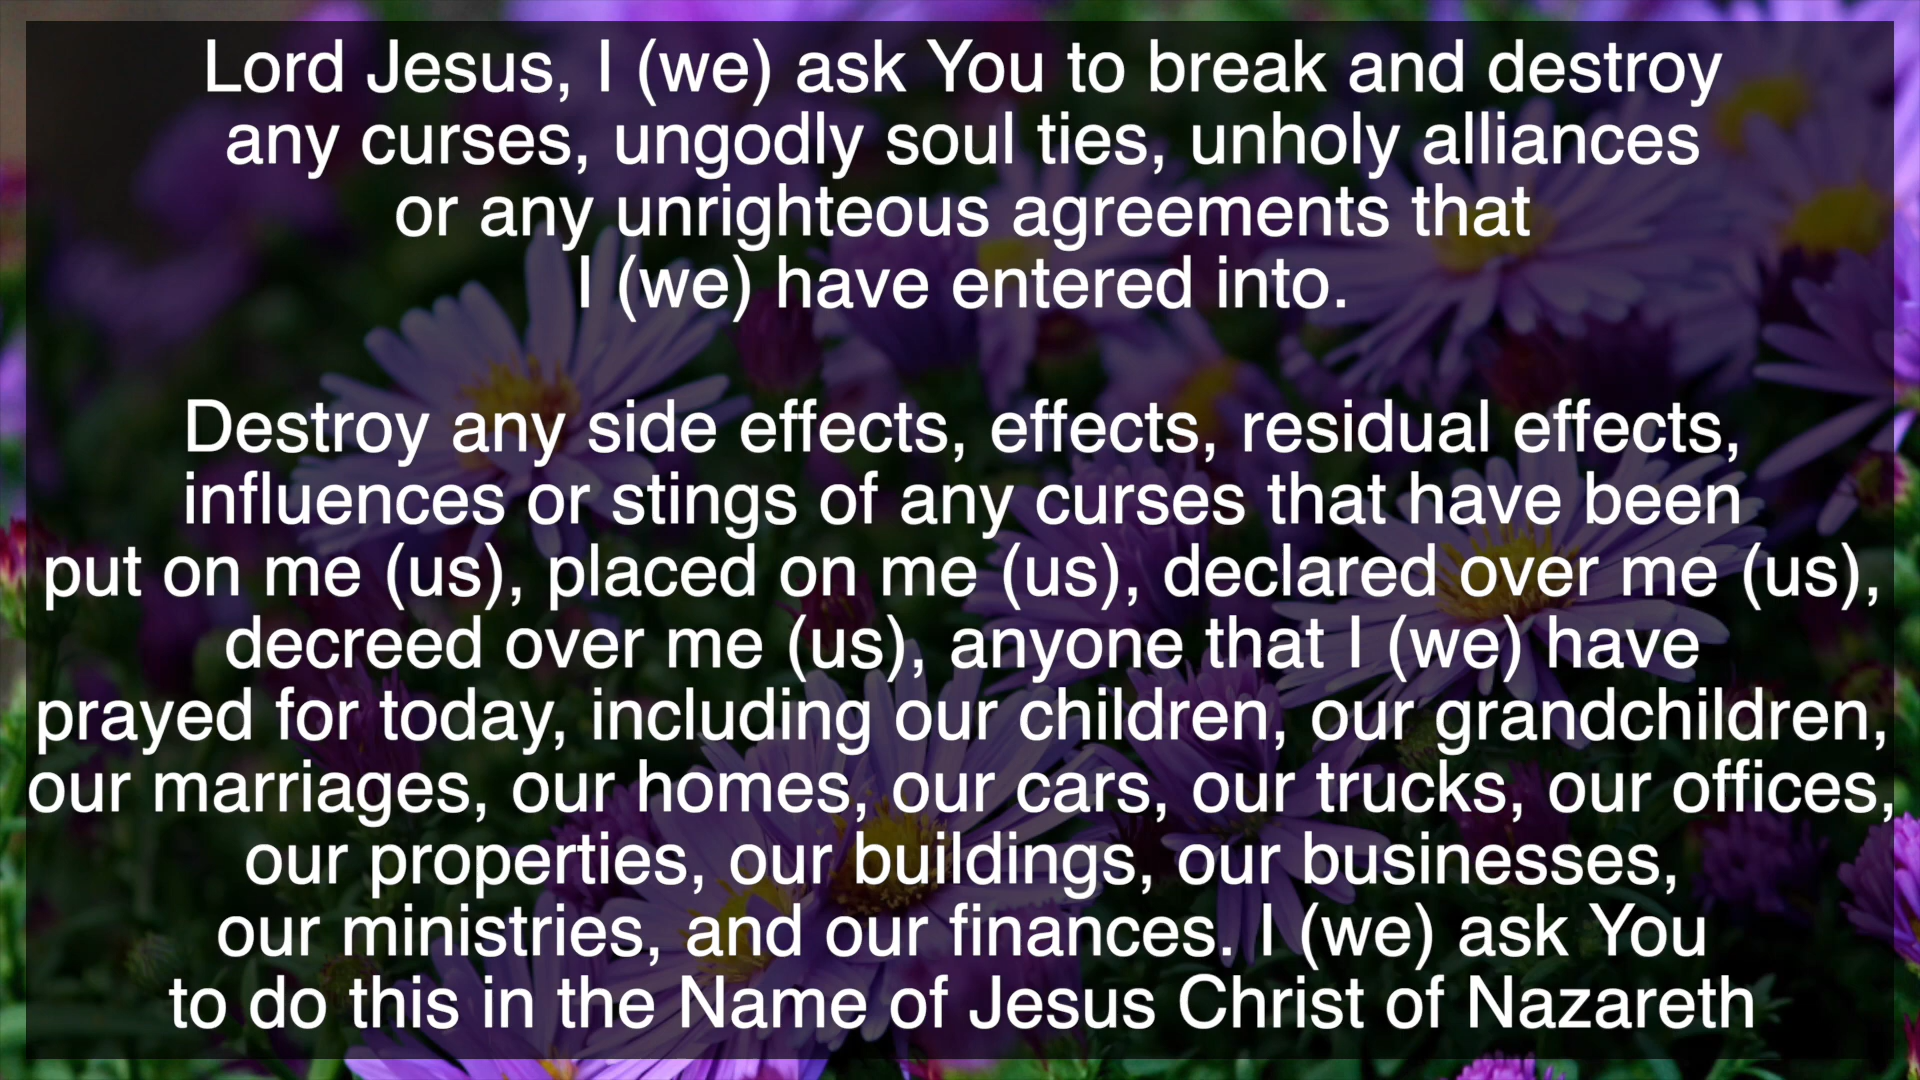 Lord Jesus, I (we) ask You to break and destroy
any curses, ungodly soul ties, unholy alliances
or any unrighteous agreements that
I (we) have entered into.
Destroy any side effects, effects, residual effects,
influences or stings of any curses that have been
put on me (us), placed on me (us), declared over me (us),
decreed over me (us), anyone that I (we) have
prayed for today, including our children, our grandchildren,
our marriages, our homes, our cars, our trucks, our offices,
our properties, our buildings, our businesses,
our ministries, and our finances. I (we) ask You
to do this in the Name of Jesus Christ of Nazareth